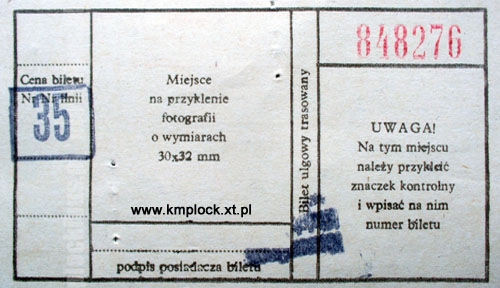 848276
Cena biletu
Na Nr linii
35
Miejsce
na przyklenie
fotografii
o wymiarach
30x32 mm
www.kmplock.xt.pl
podpis posiadacza biletu
Bilet ulgowy trasowany
UWAGA!
Na tym miejscu
należy przykleić
znaczek kontrolny
i wpisać na nim
numer biletu